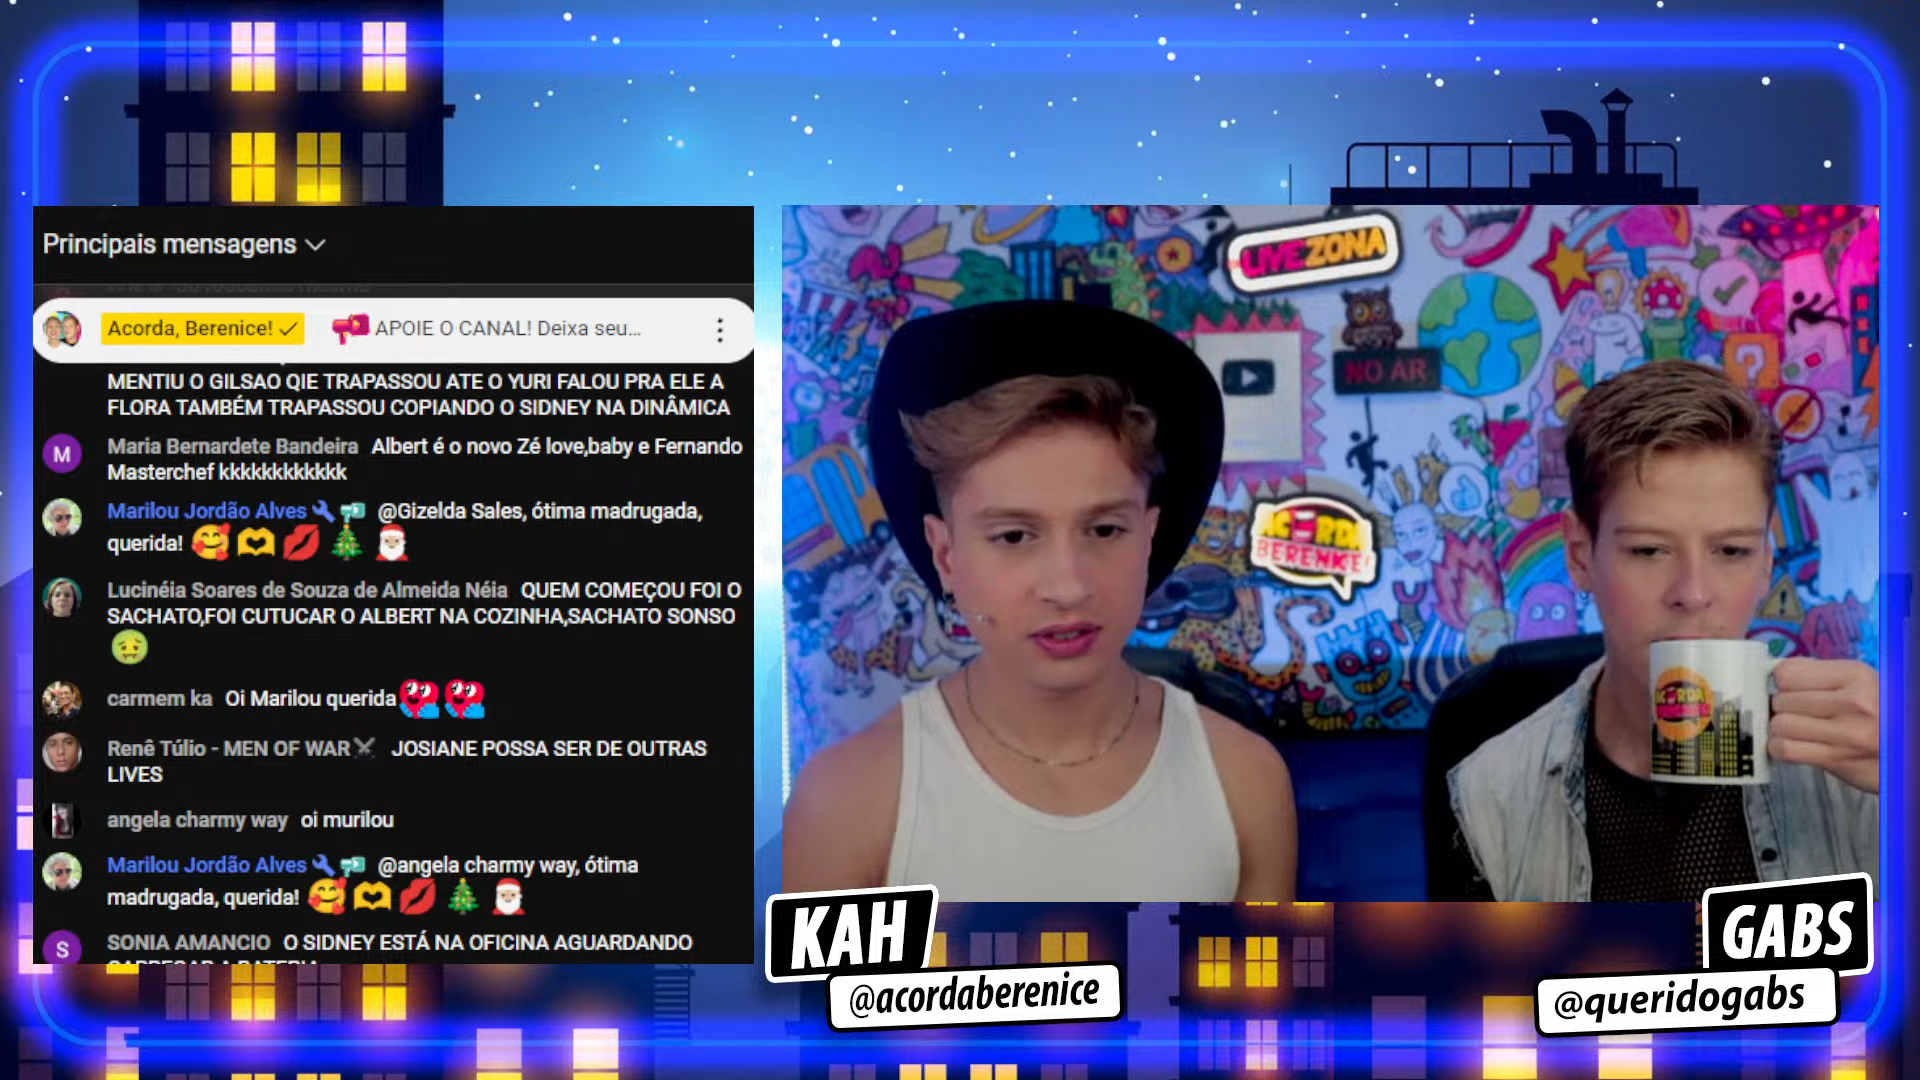 Principais mensagens
Acorda, Berenice! APOIE O CANAL! Deixa seu...
MENTIU O GILSAO QIE TRAPASSOU ATE O YURI FALOU PRA ELE A
FLORA TAMBÉM TRAPASSOU COPIANDO O SIDNEY NA DINÂMICA
M
Maria Bernardete Bandeira Albert é o novo Zé love,baby e Fernando
Masterchef kkkkkkkkkkkk
Marilou Jordão Alves @Gizelda Sales, ótima madrugada,
querida!
Lucinéia Soares de Souza de Almeida Néia QUEM COMEÇOU FOI O
SACHATO,FOI CUTUCAR O ALBERT NA COZINHA,SACHATO SONSO
carmem ka Oi Marilou querida
Renê Túlio - MEN OF WAR JOSIANE POSSA SER DE OUTRAS
LIVES
angela charmy way oi murilou
Marilou Jordão Alves @angela charmy way, ótima
madrugada, querida!
S
SONIA AMANCIO O SIDNEY ESTÁ NA OFICINA AGUARDANDO
LIVEZONA
NO AR
ACORDA
BERENICE!
ACORDA
KAH
@acordaberenice
GABS
@queridogabs